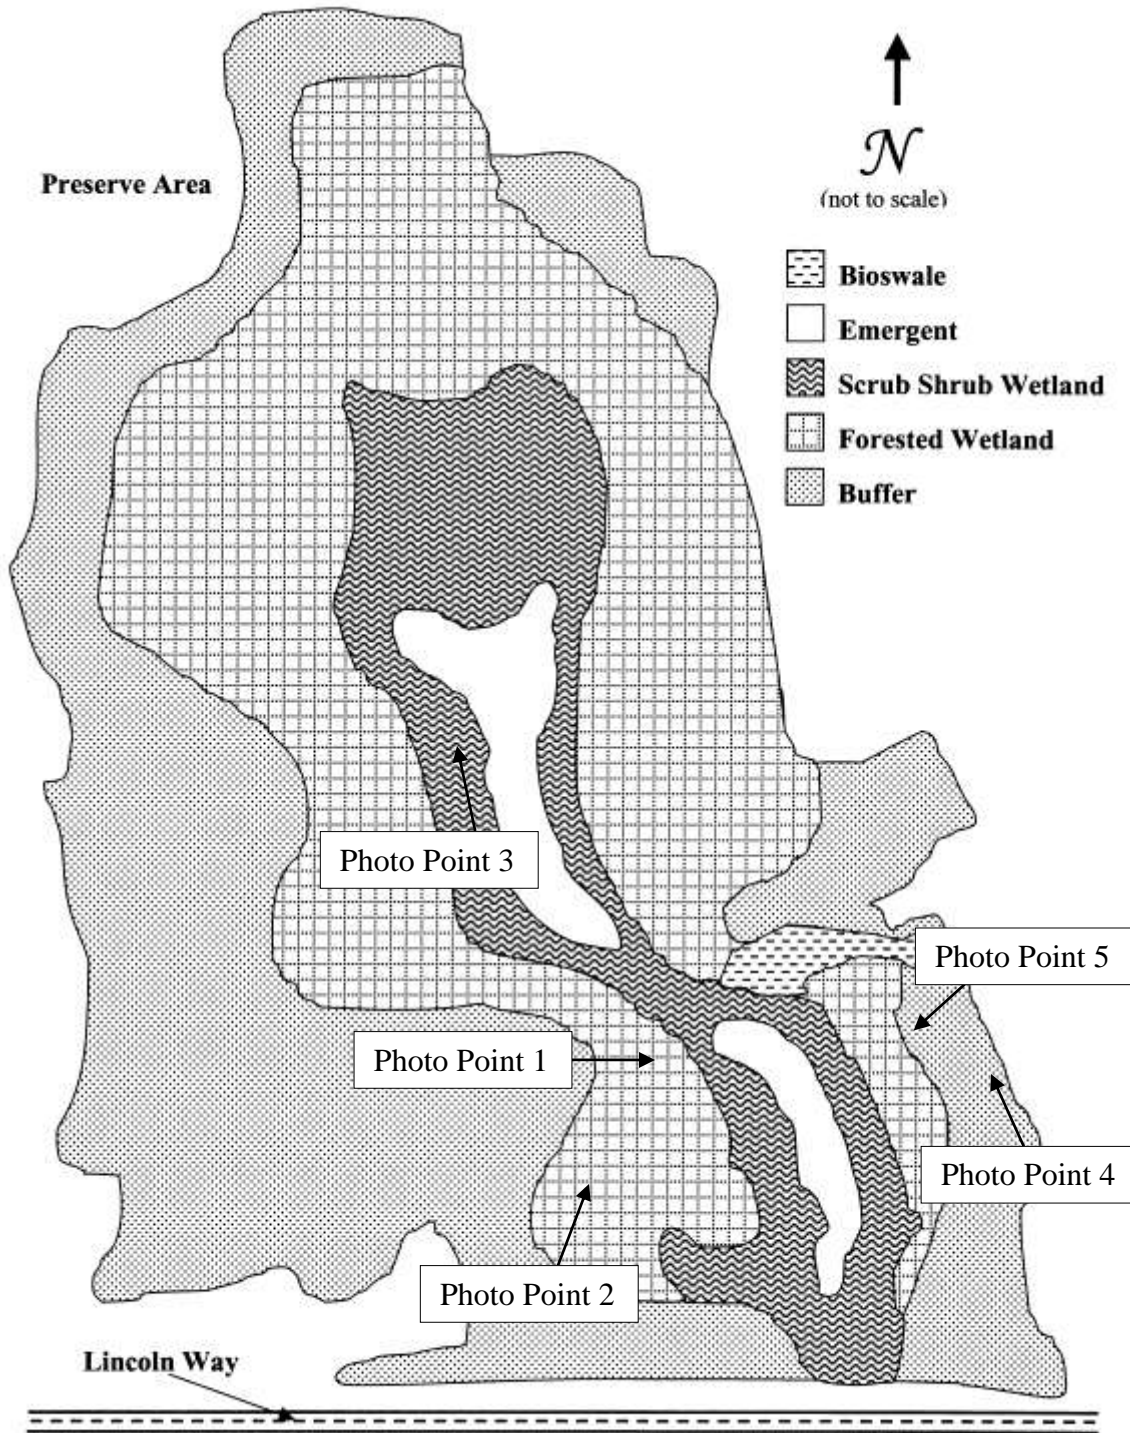 N
(not to scale)
Preserve Area
Bioswale
Emergent
Scrub Shrub Wetland
Forested Wetland
Buffer
Photo Point 3
Photo Point 5
Photo Point 1
Photo Point 4
Photo Point 2
Lincoln Way